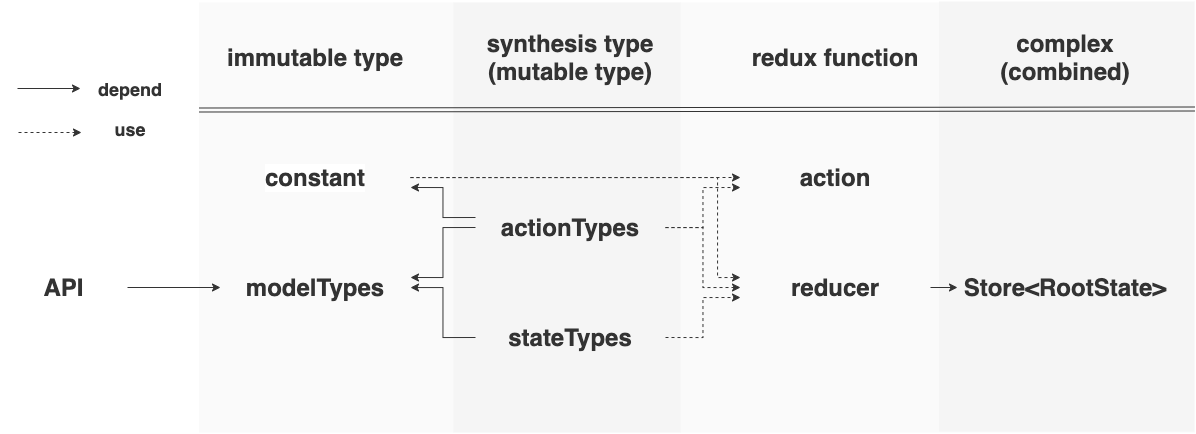 immutable type
synthesis type
(mutable type)
redux function
complex
(combined)
depend
use
constant
action
actionTypes
API
modelTypes
reducer
Store<RootState>
stateTypes